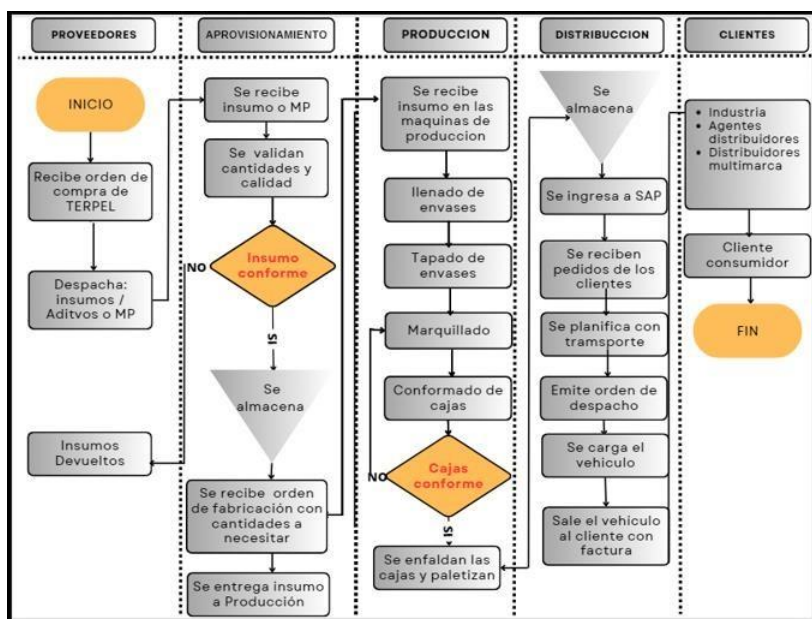 PROVEEDORES
APROVISIONAMIENTO
PRODUCCION
DISTRIBUCCION
CLIENTES
INICIO
Recibe orden de
compra de
TERPEL
Despacha:
insumos /
Aditvos o MP
Insumos
Devueltos
Se recibe
insumo o MP
Se validan
cantidades y
calidad
Insumo
conforme
NO
SI
Se
almacena
Se recibe orden
de fabricación con
cantidades a
necesitar
Se entrega insumo
a Producción
Se recibe
insumo en las
maquinas de
produccion
llenado de
envases
Tapado de
envases
Marquillado
Conformado de
cajas
Cajas
conforme
NO
SI
Se enfaldan las
cajas y paletizan
Se
almacena
Se ingresa a SAP
Se reciben
pedidos de los
clientes
Se planifica con
transporte
Emite orden de
despacho
Se carga el
vehiculo
Sale el vehículo
al cliente con
factura
• Industria
• Agentes
distribuidores
• Distribuidores
multimarca
Cliente
consumidor
FIN